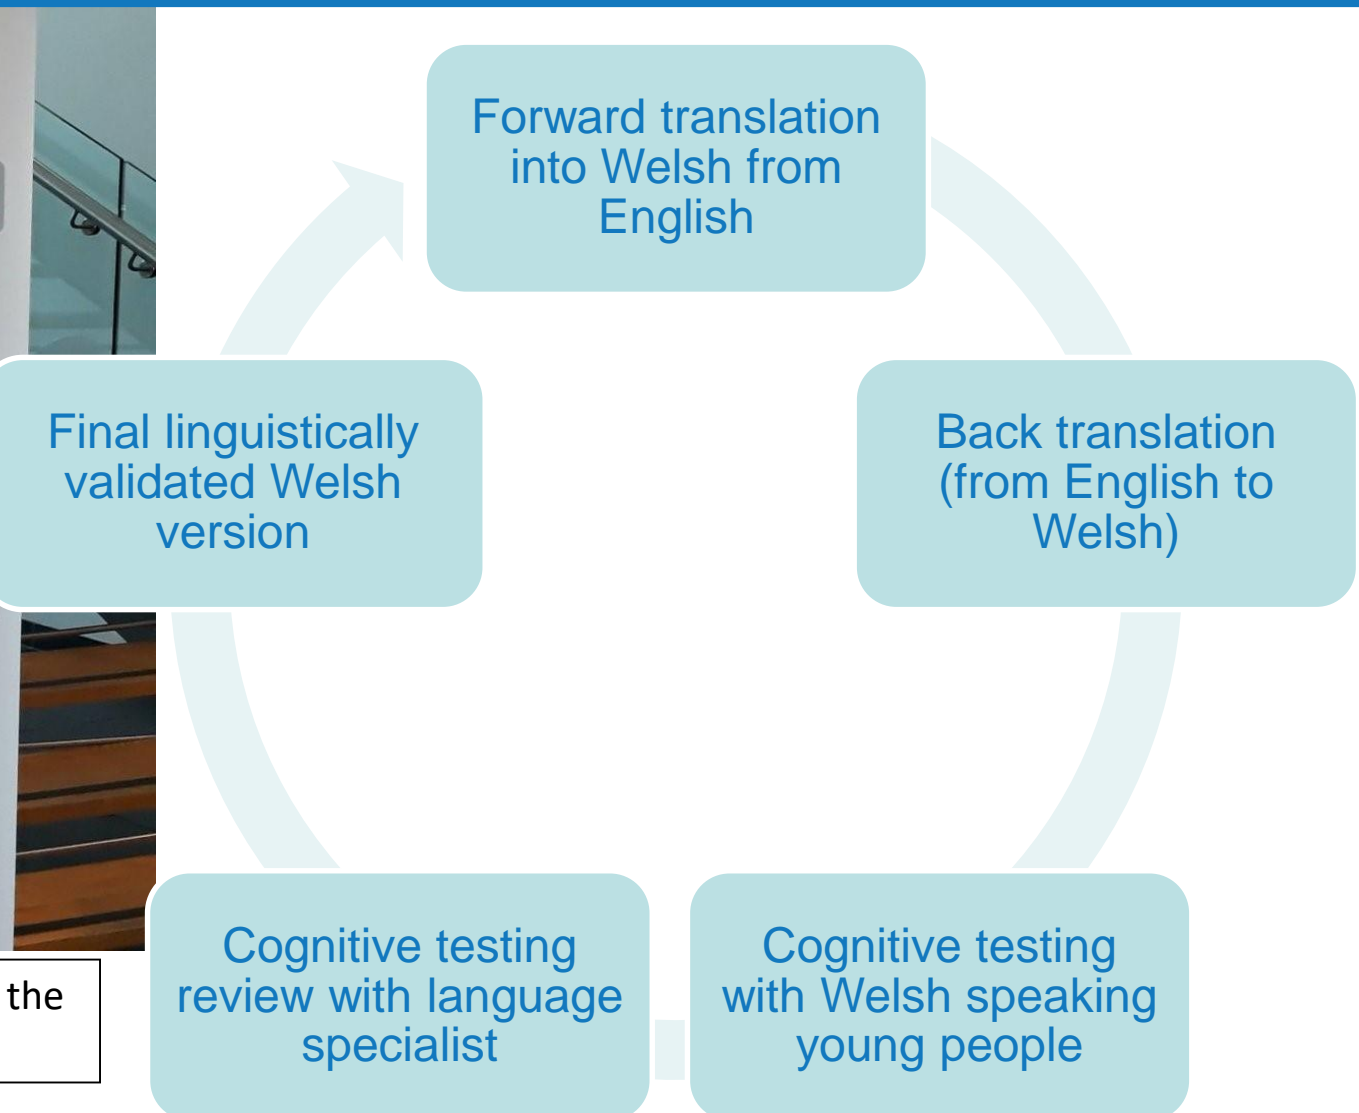 Forward translation
into Welsh from
English
Back translation
(from English to
Welsh)
Cognitive testing
with Welsh speaking
young people
Cognitive testing
review with language
specialist
Final linguistically
validated Welsh
version
the